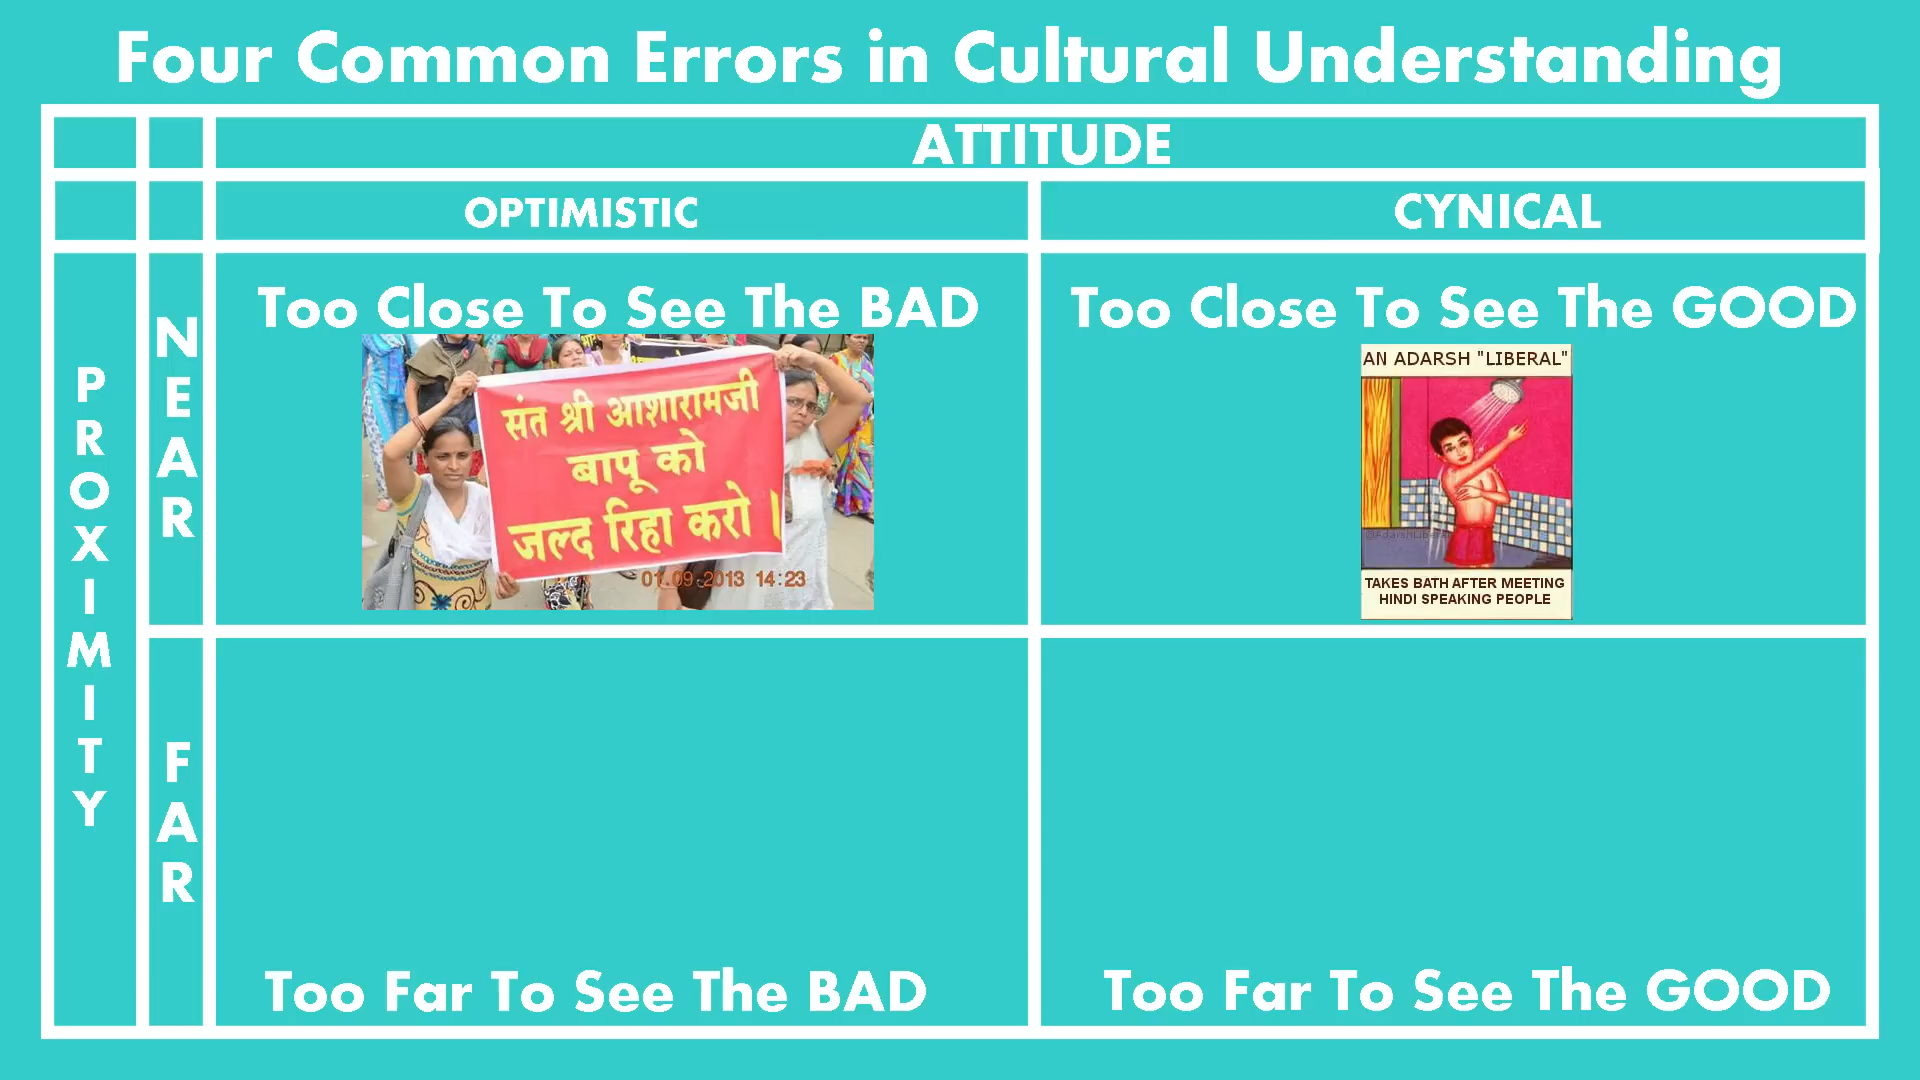 Four Common Errors in Cultural Understanding
ATTITUDE
OPTIMISTIC
CYNICAL
PROXIMITY
NEAR
Too Close To See The BAD
संत श्री आशारामजी
बापू को
जल्द रिहा करो ।
01.09.2013 14:23
Too Close To See The GOOD
AN ADARSH "LIBERAL"
@AdarshLiberal
TAKES BATH AFTER MEETING
HINDI SPEAKING PEOPLE
FAR
Too Far To See The BAD
Too Far To See The GOOD